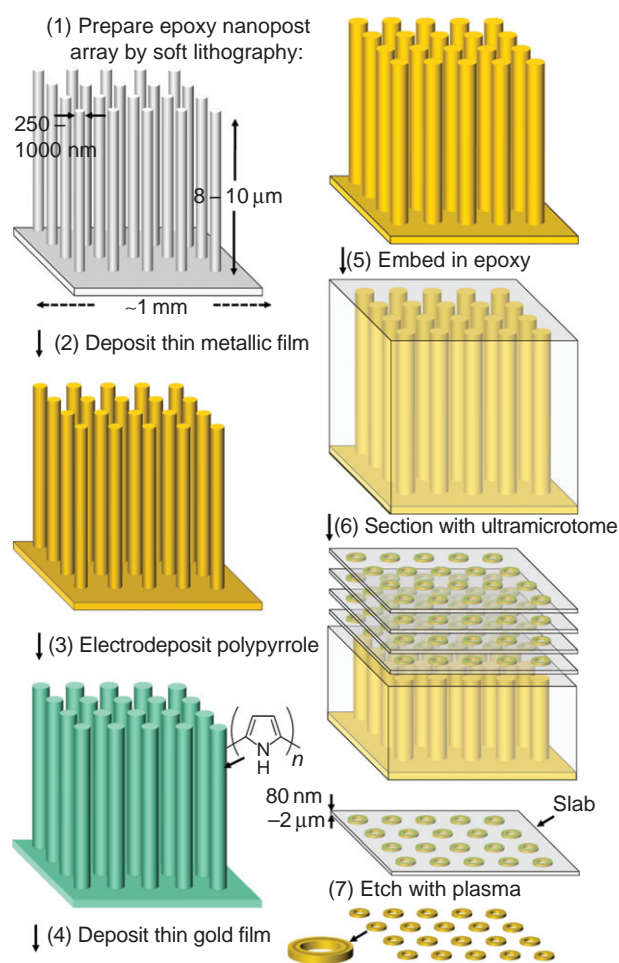 (1) Prepare epoxy nanopost
array by soft lithography:
250 –
1000 nm
8 – 10 μm
~1 mm
(2) Deposit thin metallic film
(3) Electrodeposit polypyrrole
N
H
n
(4) Deposit thin gold film
(5) Embed in epoxy
(6) Section with ultramicrotome
80 nm
–2 μm
Slab
(7) Etch with plasma